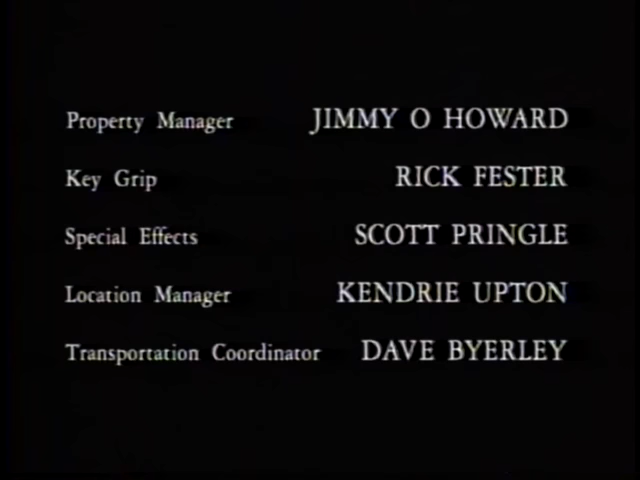 Property Manager JIMMY O HOWARD
Key Grip RICK FESTER
Special Effects SCOTT PRINGLE
Location Manager KENDRIE UPTON
Transportation Coordinator DAVE BYERLEY